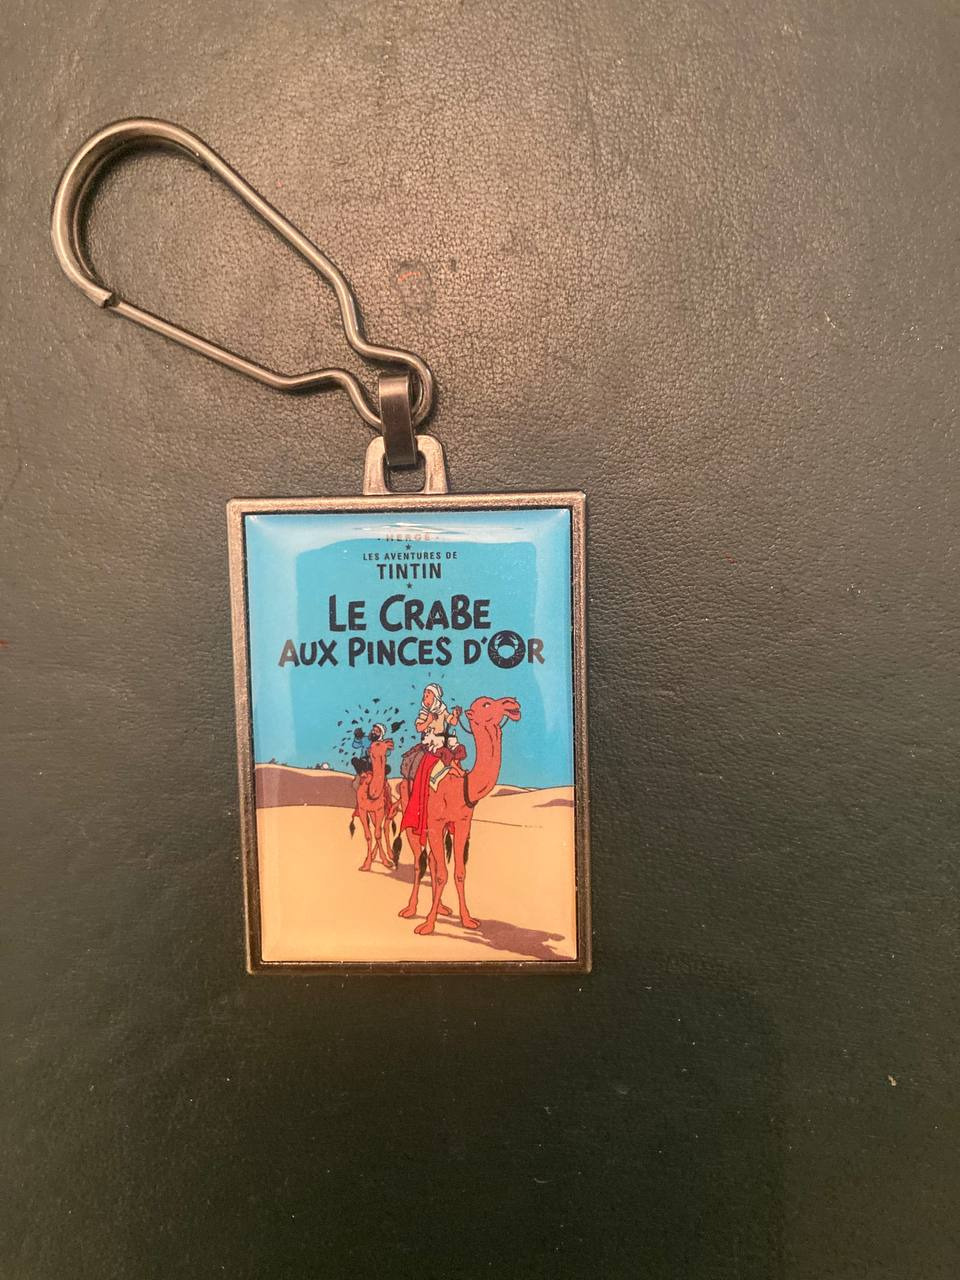 · HERGÉ ·
LES AVENTURES DE
TINTIN
LE CRABE
AUX PINCES D'OR